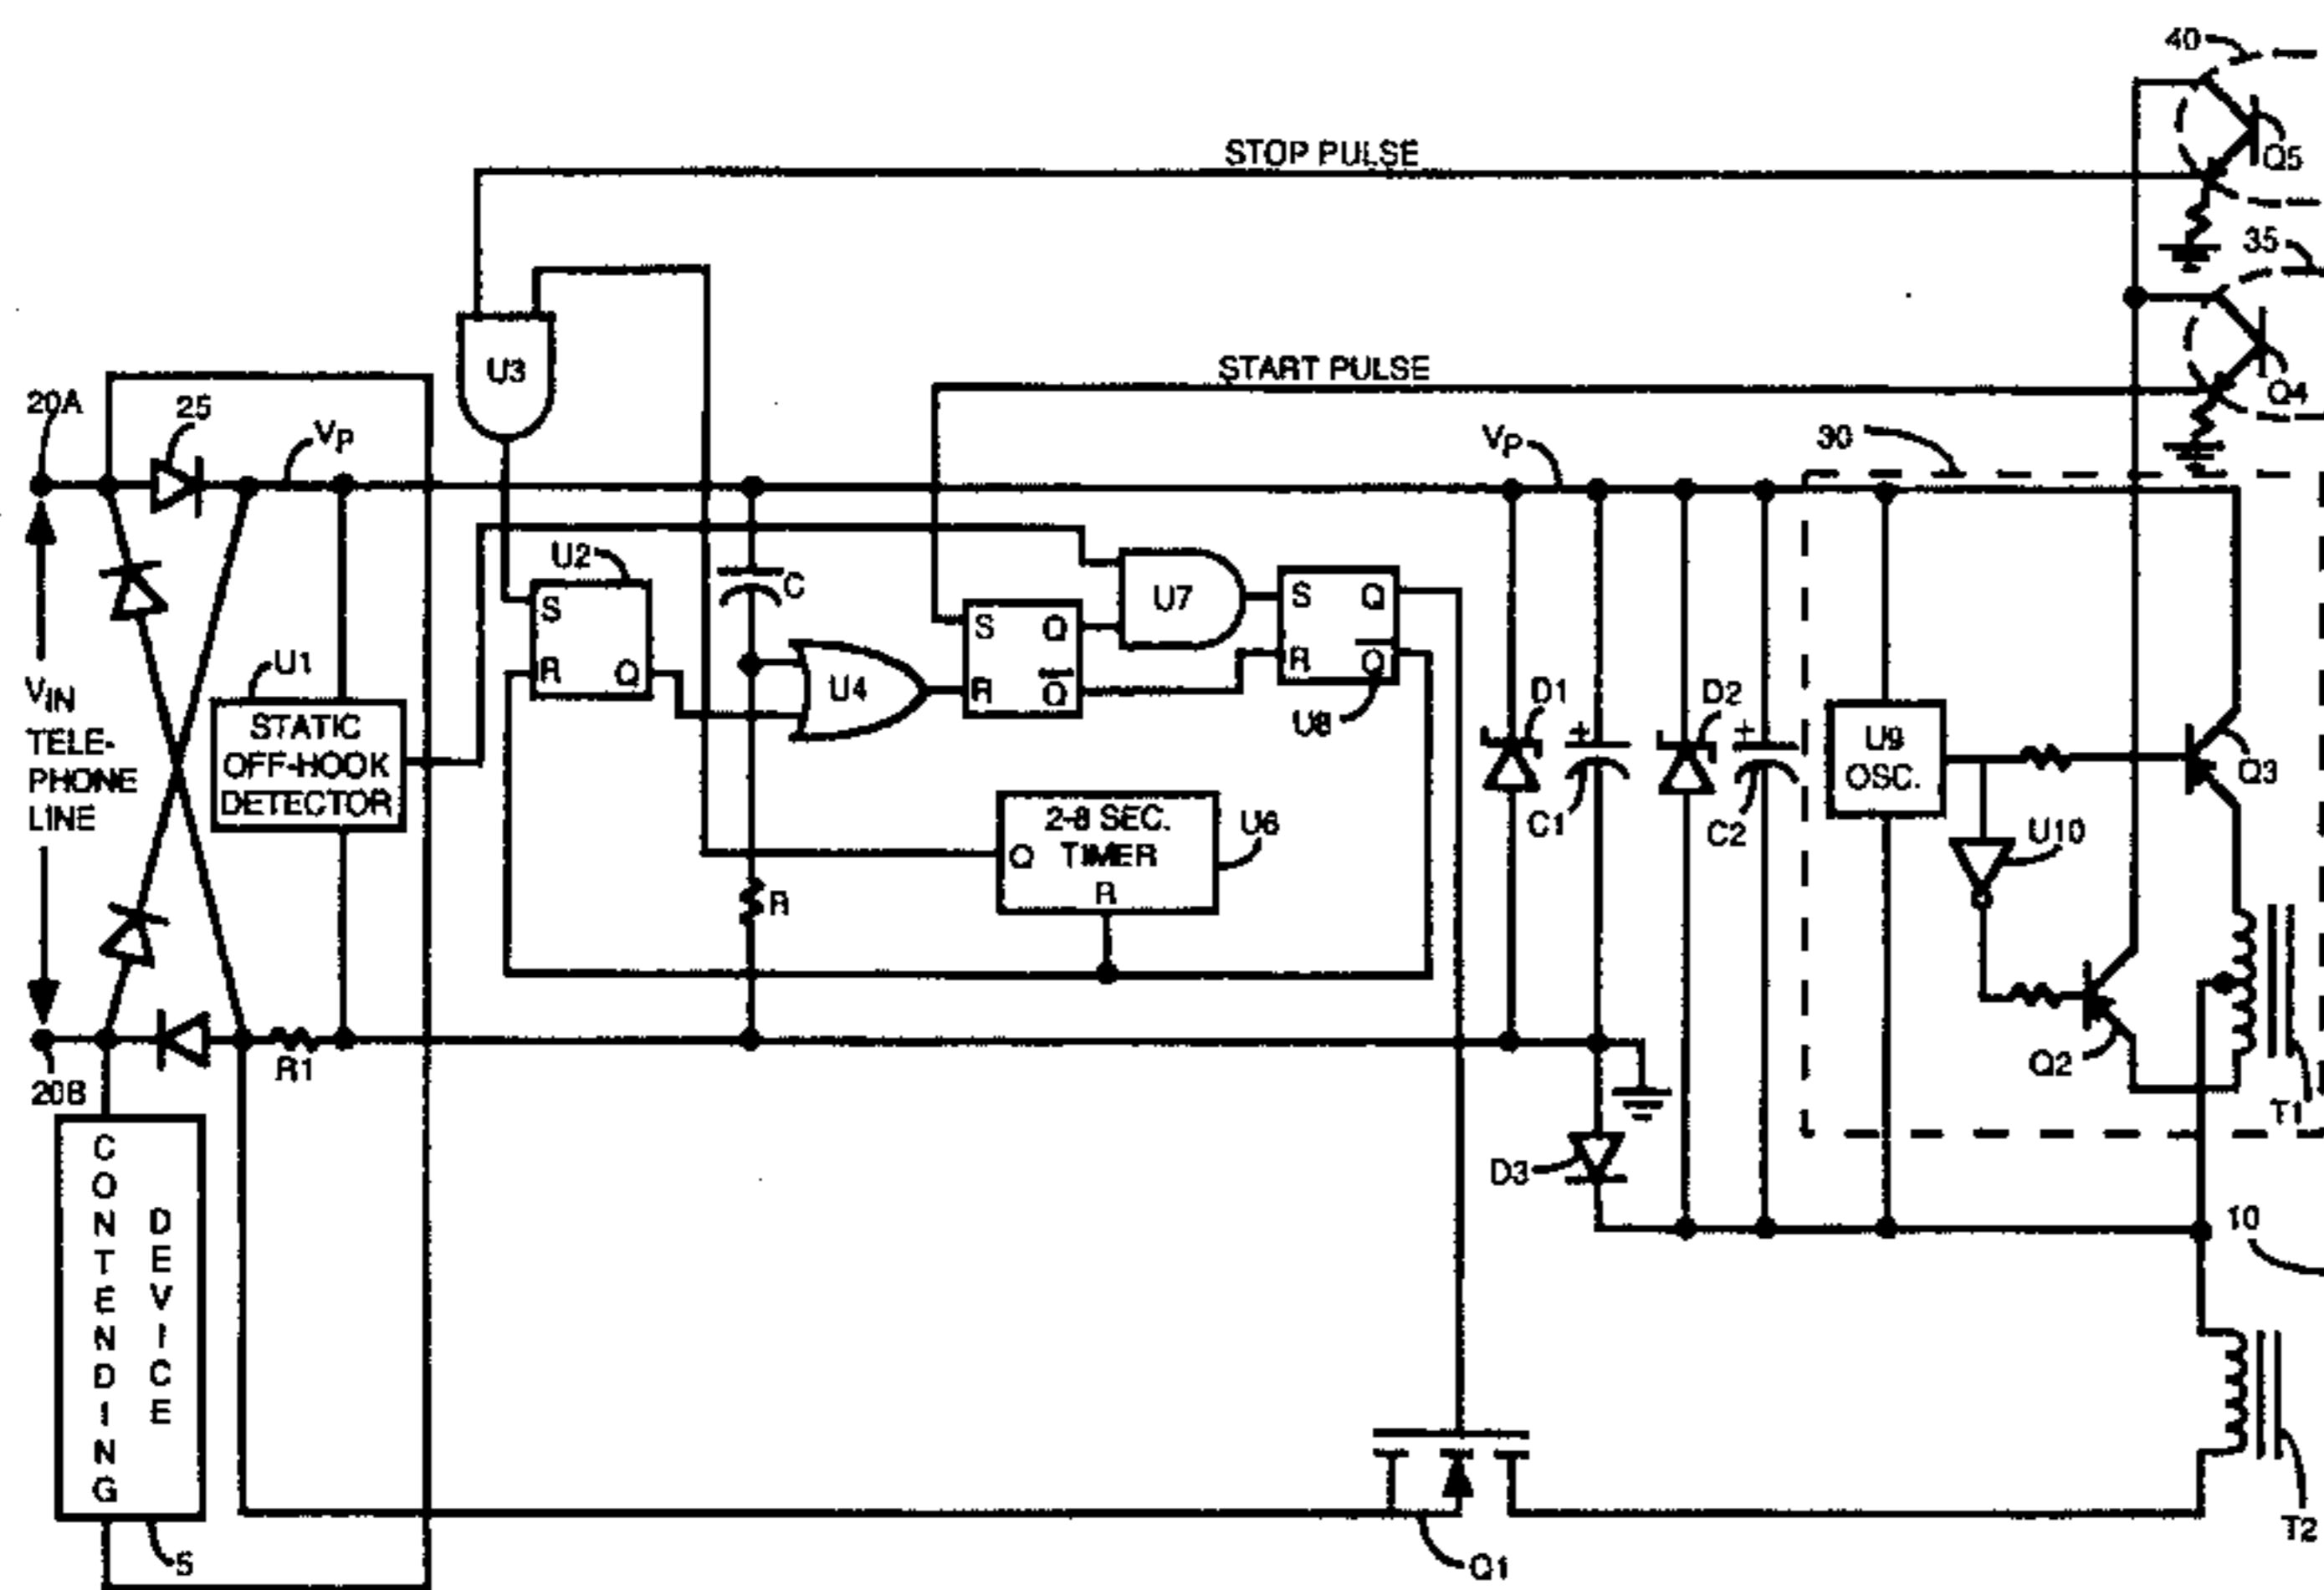 40
STOP PULSE
Q5
35
U3
START PULSE
Q4
20A
25
VP
VP
30
U2
C
S
R
Q
U4
S
Q
R
Q
U7
S
Q
R
Q
U8
VIN
TELE-
PHONE
LINE
U1
STATIC
OFF-HOOK
DETECTOR
D1
C1
D2
C2
+
+
U9
OSC.
Q3
U10
2-8 SEC.
TIMER
Q
R
U6
R
R1
20B
Q2
T1
D3
10
CONTENDING
DEVICE
5
Q1
T2